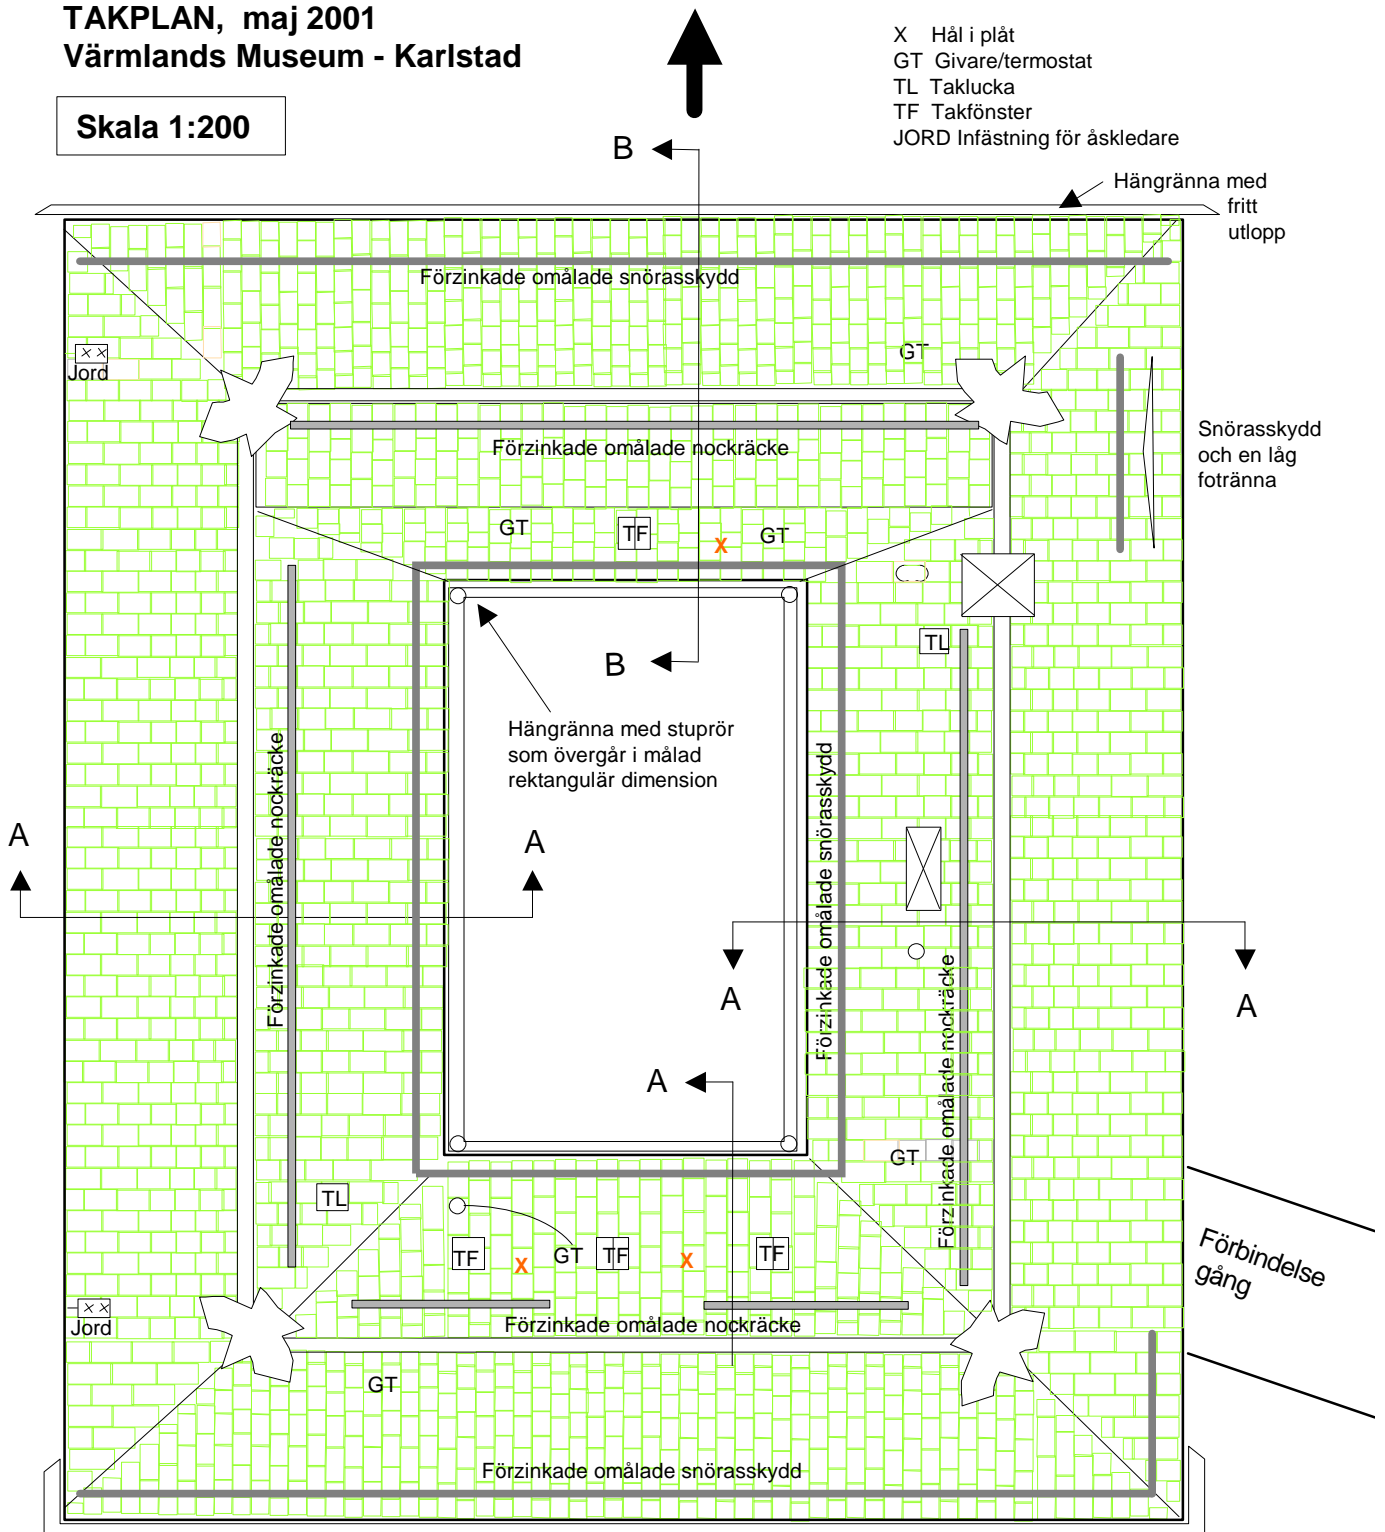 TAKPLAN, maj 2001
Värmlands Museum - Karlstad
Skala 1:200
X Hål i plåt
GT Givare/termostat
TL Taklucka
TF Takfönster
JORD Infästning för åskledare
B
Hängränna med
fritt
utlopp
Förzinkade omålade snörasskydd
GT
x x
Jord
Snörasskydd
och en låg
fotränna
Förzinkade omålade nockräcke
GT
TF
X
GT
TL
B
Hängränna med stuprör
som övergår i målad
rektangulär dimension
Förzinkade omålade nockräcke
Förzinkade omålade snörasskydd
A
A
A
A
Förzinkade omålade nockräcke
A
GT
TL
TF
X
GT
TF
X
TF
Förbindelse
gång
x x
Jord
Förzinkade omålade nockräcke
GT
Förzinkade omålade snörasskydd